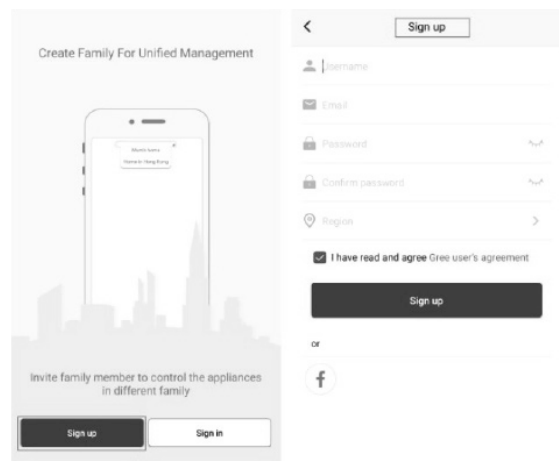 Create Family For Unified Management
Invite family member to control the appliances
in different family
Sign up
Sign in
Sign up
Username
Email
Password
Confirm password
Region
I have read and agree Gree user's agreement
Sign up
or
f